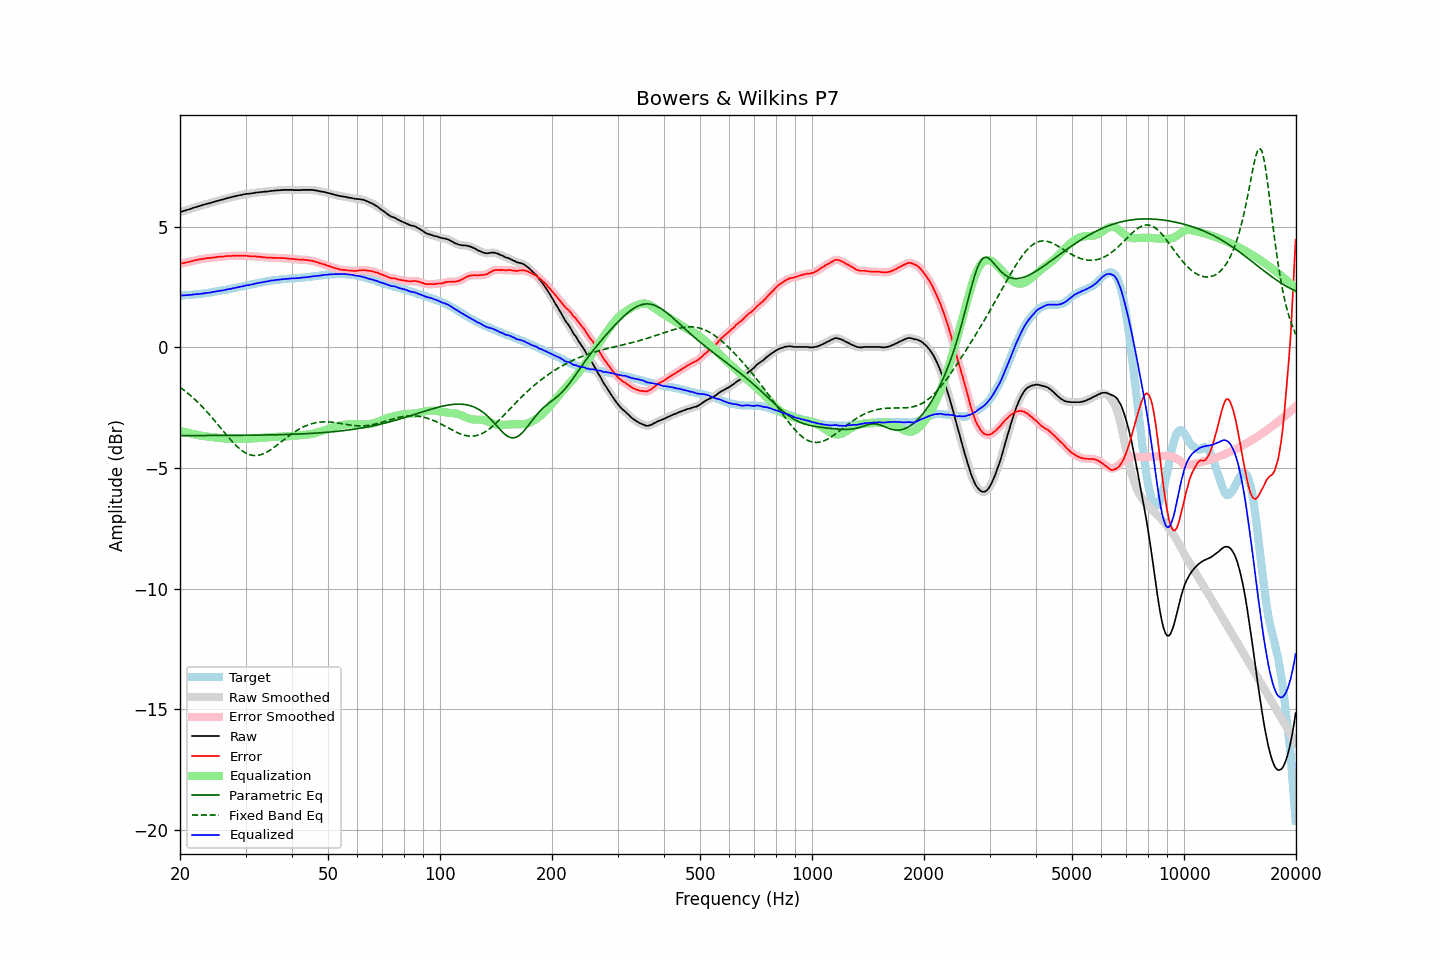 Bowers & Wilkins P7
Amplitude (dBr)
5
0
−5
−10
−15
−20
Target
Raw Smoothed
Error Smoothed
Raw
Error
Equalization
Parametric Eq
Fixed Band Eq
Equalized
20 50 100 200 500 1000 2000 5000 10000 20000
Frequency (Hz)